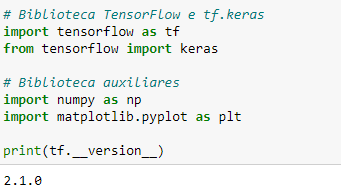 # Biblioteca TensorFlow e tf.keras
import tensorflow as tf
from tensorflow import keras
# Biblioteca auxiliares
import numpy as np
import matplotlib.pyplot as plt
print(tf.__version__)
2.1.0